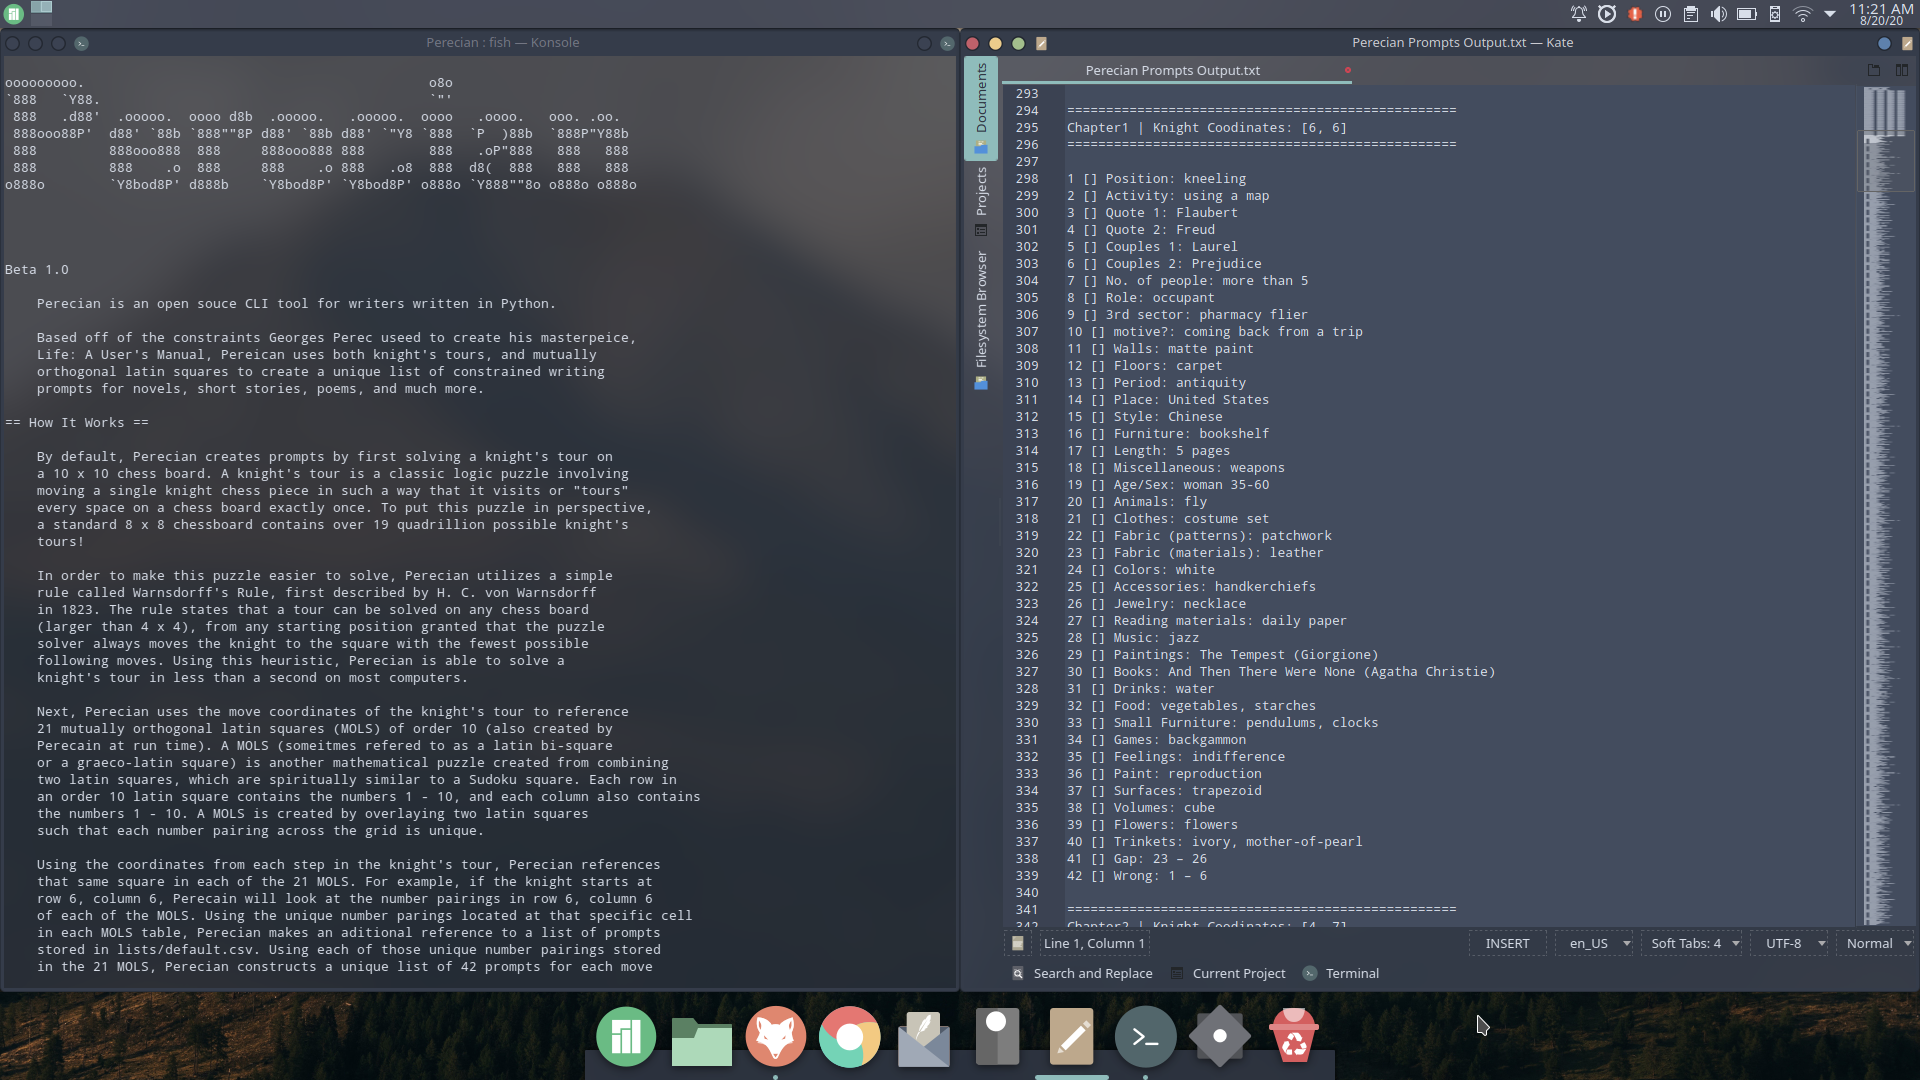 11:21 AM
8/20/20
Perecian : fish — Konsole
ooooooooo.                                            o8o
`888   `Y88.                                          `"'
 888   .d88'  .ooooo.  oooo d8b  .ooooo.   .ooooo.  oooo   .oooo.   ooo. .oo.
 888ooo88P'  d88' `88b `888""8P d88' `88b d88' `"Y8 `888  `P  )88b  `888P"Y88b
 888         888ooo888  888     888ooo888 888        888   .oP"888   888   888
 888         888    .o  888     888    .o 888   .o8  888  d8(  888   888   888
o888o        `Y8bod8P' d888b    `Y8bod8P' `Y8bod8P' o888o `Y888""8o o888o o888o
Beta 1.0
Perecian is an open souce CLI tool for writers written in Python.
Based off of the constraints Georges Perec useed to create his masterpeice,
Life: A User's Manual, Pereican uses both knight's tours, and mutually
orthogonal latin squares to create a unique list of constrained writing
prompts for novels, short stories, poems, and much more.
== How It Works ==
By default, Perecian creates prompts by first solving a knight's tour on
a 10 x 10 chess board. A knight's tour is a classic logic puzzle involving
moving a single knight chess piece in such a way that it visits or "tours"
every space on a chess board exactly once. To put this puzzle in perspective,
a standard 8 x 8 chessboard contains over 19 quadrillion possible knight's
tours!
In order to make this puzzle easier to solve, Perecian utilizes a simple
rule called Warnsdorff's Rule, first described by H. C. von Warnsdorff
in 1823. The rule states that a tour can be solved on any chess board
(larger than 4 x 4), from any starting position granted that the puzzle
solver always moves the knight to the square with the fewest possible
following moves. Using this heuristic, Perecian is able to solve a
knight's tour in less than a second on most computers.
Next, Perecian uses the move coordinates of the knight's tour to reference
21 mutually orthogonal latin squares (MOLS) of order 10 (also created by
Perecain at run time). A MOLS (someitmes refered to as a latin bi-square
or a graeco-latin square) is another mathematical puzzle created from combining
two latin squares, which are spiritually similar to a Sudoku square. Each row in
an order 10 latin square contains the numbers 1 - 10, and each column also contains
the numbers 1 - 10. A MOLS is created by overlaying two latin squares
such that each number pairing across the grid is unique.
Using the coordinates from each step in the knight's tour, Perecian references
that same square in each of the 21 MOLS. For example, if the knight starts at
row 6, column 6, Perecain will look at the number pairings in row 6, column 6
of each of the MOLS. Using the unique number parings located at that specific cell
in each MOLS table, Perecian makes an aditional reference to a list of prompts
stored in lists/default.csv. Using each of those unique number pairings stored
in the 21 MOLS, Perecian constructs a unique list of 42 prompts for each move
Perecian Prompts Output.txt — Kate
Perecian Prompts Output.txt
Documents
Projects
Filesystem Browser
293
294 ==================================================
295 Chapter1 | Knight Coodinates: [6, 6]
296 ==================================================
297
298 1 [] Position: kneeling
299 2 [] Activity: using a map
300 3 [] Quote 1: Flaubert
301 4 [] Quote 2: Freud
302 5 [] Couples 1: Laurel
303 6 [] Couples 2: Prejudice
304 7 [] No. of people: more than 5
305 8 [] Role: occupant
306 9 [] 3rd sector: pharmacy flier
307 10 [] motive?: coming back from a trip
308 11 [] Walls: matte paint
309 12 [] Floors: carpet
310 13 [] Period: antiquity
311 14 [] Place: United States
312 15 [] Style: Chinese
313 16 [] Furniture: bookshelf
314 17 [] Length: 5 pages
315 18 [] Miscellaneous: weapons
316 19 [] Age/Sex: woman 35-60
317 20 [] Animals: fly
318 21 [] Clothes: costume set
319 22 [] Fabric (patterns): patchwork
320 23 [] Fabric (materials): leather
321 24 [] Colors: white
322 25 [] Accessories: handkerchiefs
323 26 [] Jewelry: necklace
324 27 [] Reading materials: daily paper
325 28 [] Music: jazz
326 29 [] Paintings: The Tempest (Giorgione)
327 30 [] Books: And Then There Were None (Agatha Christie)
328 31 [] Drinks: water
329 32 [] Food: vegetables, starches
330 33 [] Small Furniture: pendulums, clocks
331 34 [] Games: backgammon
332 35 [] Feelings: indifference
333 36 [] Paint: reproduction
334 37 [] Surfaces: trapezoid
335 38 [] Volumes: cube
336 39 [] Flowers: flowers
337 40 [] Trinkets: ivory, mother-of-pearl
338 41 [] Gap: 23 – 26
339 42 [] Wrong: 1 – 6
340
341 ==================================================
342 Chapter2 | Knight Coodinates: [4, 7]
Line 1, Column 1
INSERT
en_US
Soft Tabs: 4
UTF-8
Normal
Search and Replace
Current Project
Terminal